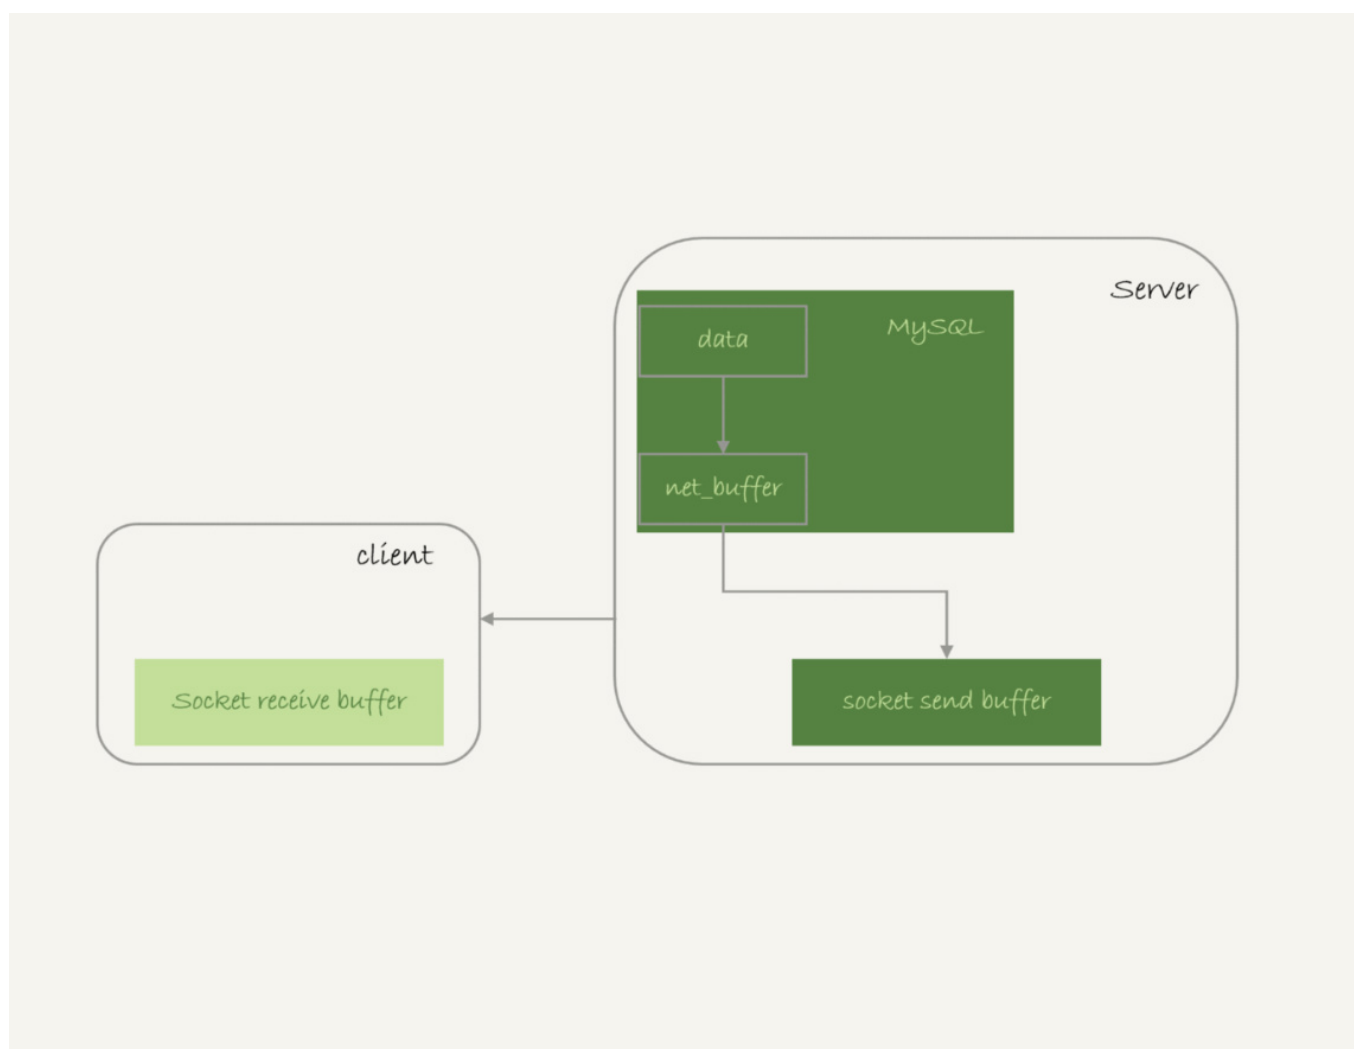 Server
MySQL
data
net_buffer
client
Socket receive buffer
socket send buffer